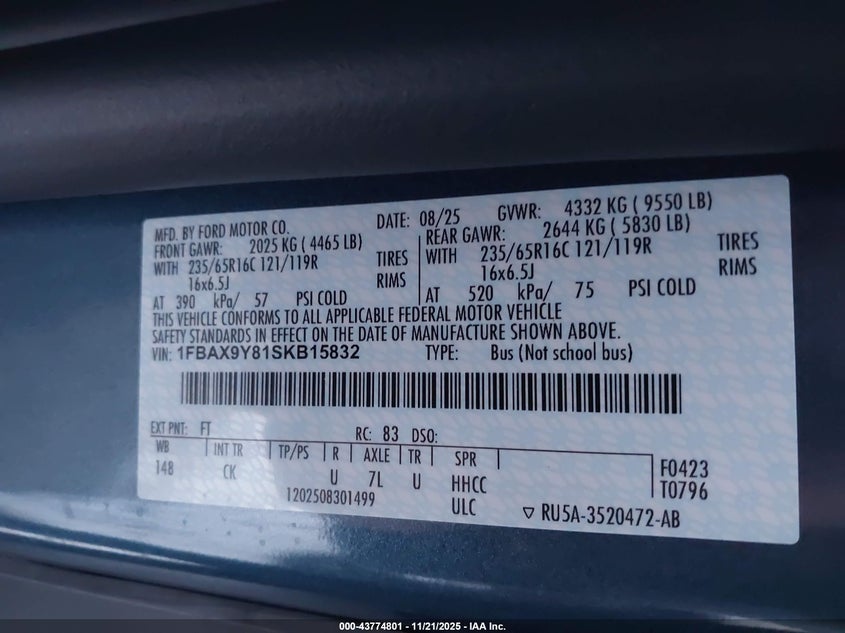 MFD. BY FORD MOTOR CO. DATE: 08/25 GVWR: 4332 KG ( 9550 LB)
FRONT GAWR: 2025 KG ( 4465 LB) REAR GAWR: 2644 KG ( 5830 LB)
WITH 235/65R16C 121/119R TIRES WITH 235/65R16C 121/119R TIRES
16x6.5J RIMS 16x6.5J RIMS
AT 390 kPa/ 57 PSI COLD AT 520 kPa/ 75 PSI COLD
THIS VEHICLE CONFORMS TO ALL APPLICABLE FEDERAL MOTOR VEHICLE
SAFETY STANDARDS IN EFFECT ON THE DATE OF MANUFACTURE SHOWN ABOVE.
VIN: 1FBAX9Y81SKB15832 TYPE: Bus (Not school bus)
EXT PNT: FT RC: 83 DSO:
WB INT TR TP/PS R AXLE TR SPR
148 CK U 7L U HHCC F0423
1202508301499 ULC T0796
▽ RU5A-3520472-AB
000-43774801 - 11/21/2025 - IAA Inc.